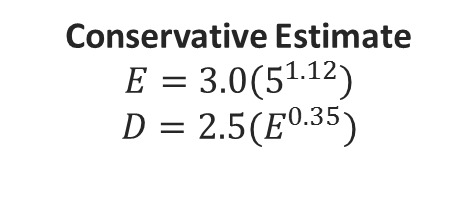 Conservative Estimate
E = 3.0(5^1.12)
D = 2.5(E^0.35)